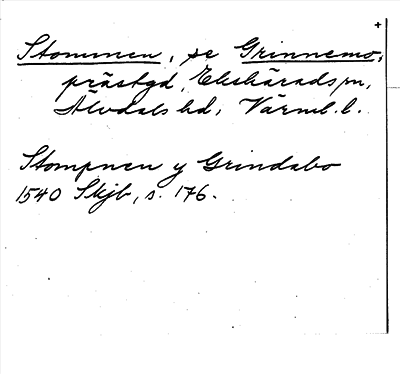 +
Stommen, se Grinnemo,
prästgd, Ekshärads sn,
Älvdals hd, Värml. l.
Stompnen y Grindabo
1540 Skjb, s. 176.